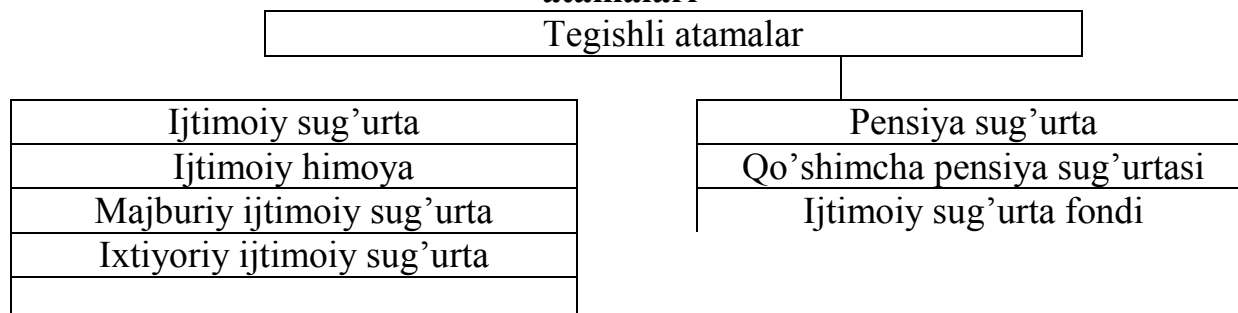 atamalari
Tegishli atamalar
Ijtimoiy sug’urta
Ijtimoiy himoya
Majburiy ijtimoiy sug’urta
Ixtiyoriy ijtimoiy sug’urta
Pensiya sug’urta
Qo’shimcha pensiya sug’urtasi
Ijtimoiy sug’urta fondi